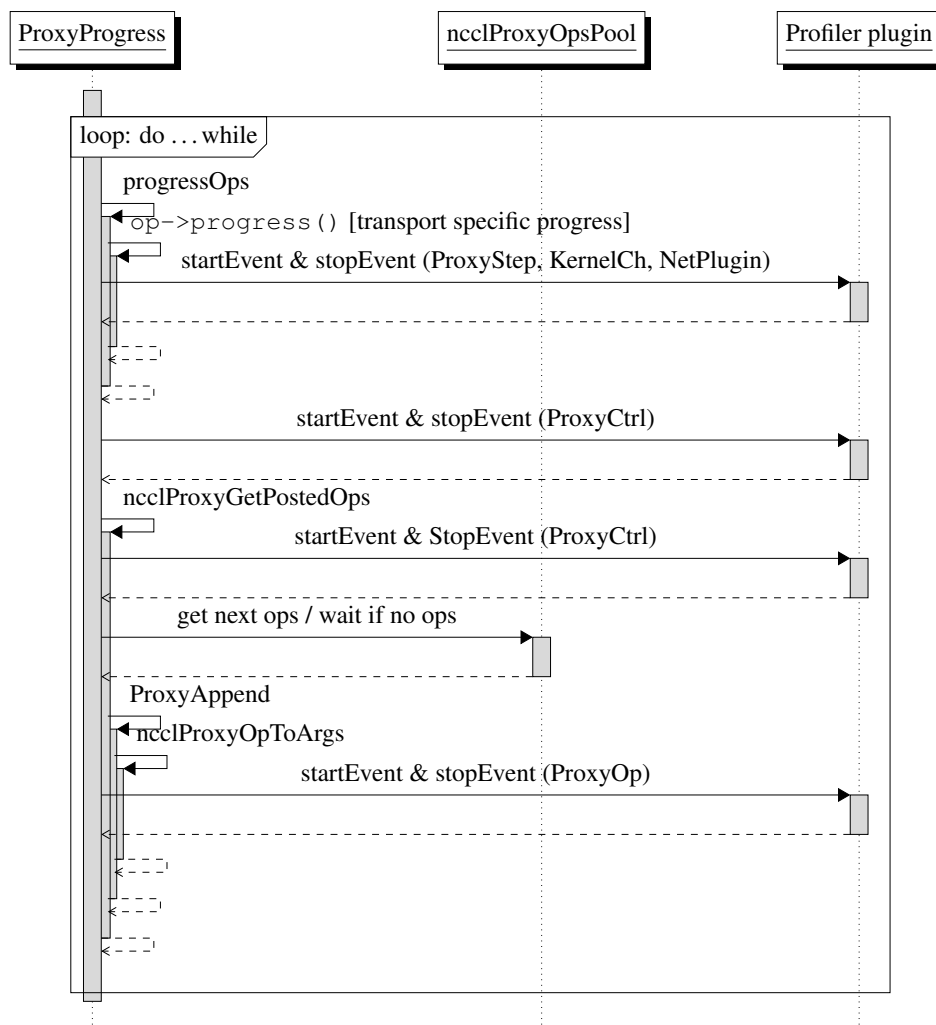 ProxyProgress
ncclProxyOpsPool
Profiler plugin
loop: do ... while
progressOps
op->progress() [transport specific progress]
startEvent & stopEvent (ProxyStep, KernelCh, NetPlugin)
startEvent & stopEvent (ProxyCtrl)
ncclProxyGetPostedOps
startEvent & StopEvent (ProxyCtrl)
get next ops / wait if no ops
ProxyAppend
ncclProxyOpToArgs
startEvent & stopEvent (ProxyOp)